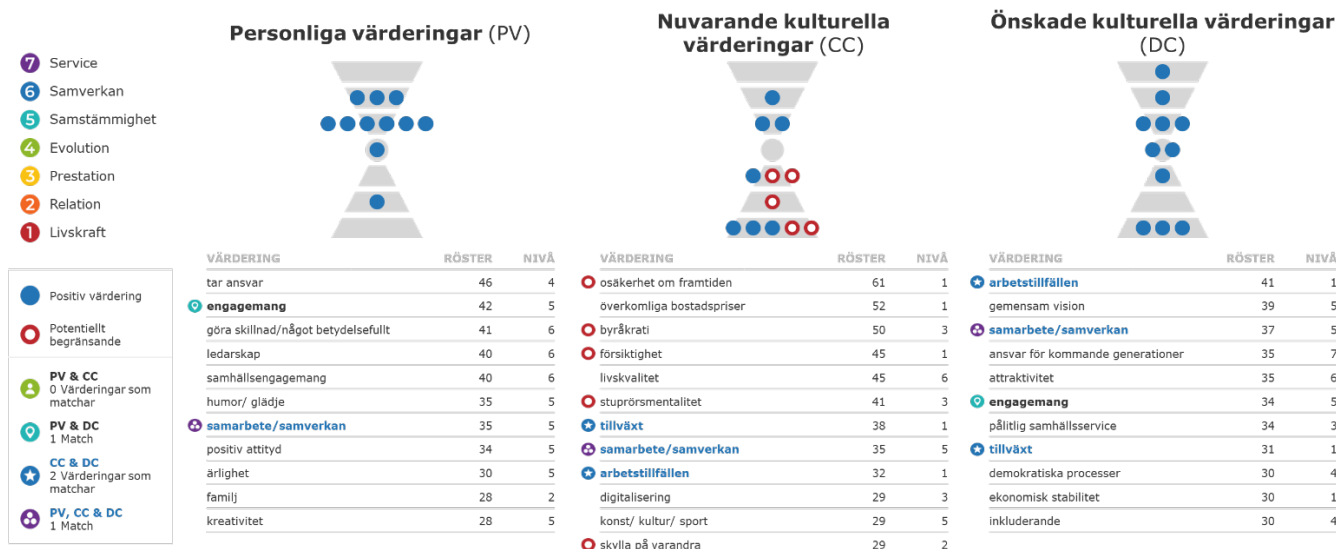 Personliga värderingar (PV)
Nuvarande kulturella
värderingar (CC)
Önskade kulturella värderingar
(DC)
7 Service
6 Samverkan
5 Samstämmighet
4 Evolution
3 Prestation
2 Relation
1 Livskraft
Positiv värdering
Potentiellt
begränsande
PV & CC
0 Värderingar som
matchar
PV & DC
1 Match
CC & DC
2 Värderingar som
matchar
PV, CC & DC
1 Match
VÄRDERING RÖSTER NIVÅ
tar ansvar 46 4
engagemang 42 5
göra skillnad/något betydelsefullt 41 6
ledarskap 40 6
samhällsengagemang 40 6
humor/ glädje 35 5
samarbete/samverkan 35 5
positiv attityd 34 5
ärlighet 30 5
familj 28 2
kreativitet 28 5
VÄRDERING RÖSTER NIVÅ
osäkerhet om framtiden 61 1
överkomliga bostadspriser 52 1
byråkrati 50 3
försiktighet 45 1
livskvalitet 45 6
stuprörsmentalitet 41 3
tillväxt 38 1
samarbete/samverkan 35 5
arbetstillfällen 32 1
digitalisering 29 3
konst/ kultur/ sport 29 5
skylla på varandra 29 2
VÄRDERING RÖSTER NIVÅ
arbetstillfällen 41 1
gemensam vision 39 5
samarbete/samverkan 37 5
ansvar för kommande generationer 35 7
attraktivitet 35 6
engagemang 34 5
pålitlig samhällsservice 34 3
tillväxt 31 1
demokratiska processer 30 4
ekonomisk stabilitet 30 1
inkluderande 30 4